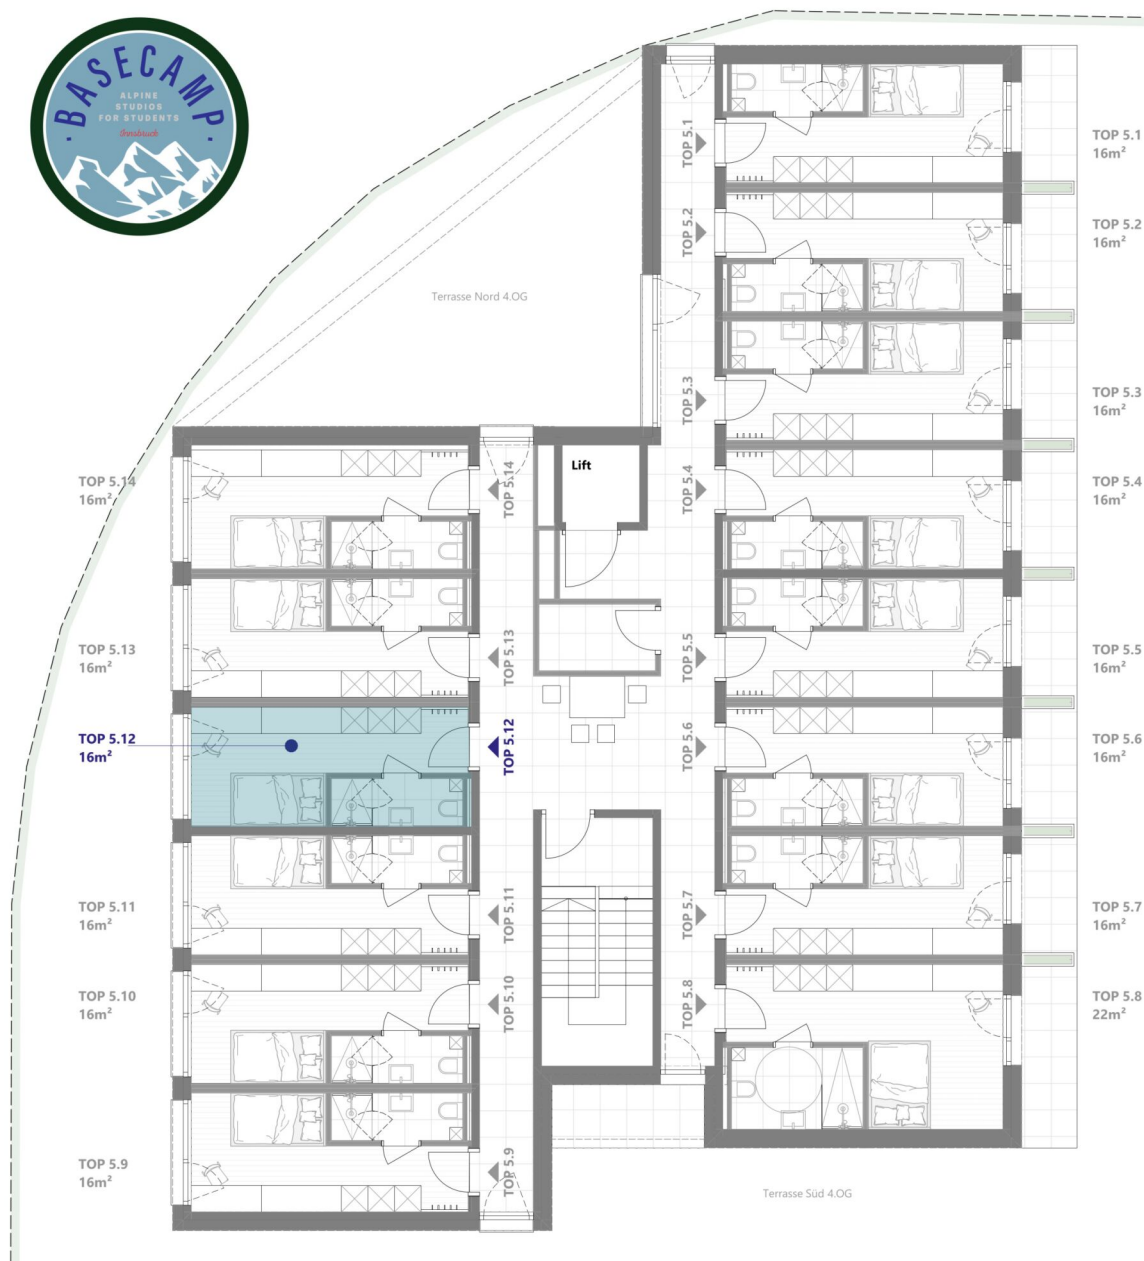 · BASECAMP ·
ALPINE
STUDIOS
FOR STUDENTS
Innsbruck
Terrasse Nord 4.OG
Lift
TOP 5.1
TOP 5.1
16m²
TOP 5.2
TOP 5.2
16m²
TOP 5.3
TOP 5.3
16m²
TOP 5.14
16m²
TOP 5.14
TOP 5.4
TOP 5.4
16m²
TOP 5.13
16m²
TOP 5.13
TOP 5.5
TOP 5.5
16m²
TOP 5.12
16m²
TOP 5.12
TOP 5.6
TOP 5.6
16m²
TOP 5.11
16m²
TOP 5.11
TOP 5.7
TOP 5.7
16m²
TOP 5.10
16m²
TOP 5.10
TOP 5.8
TOP 5.8
22m²
TOP 5.9
16m²
TOP 5.9
Terrasse Süd 4.OG